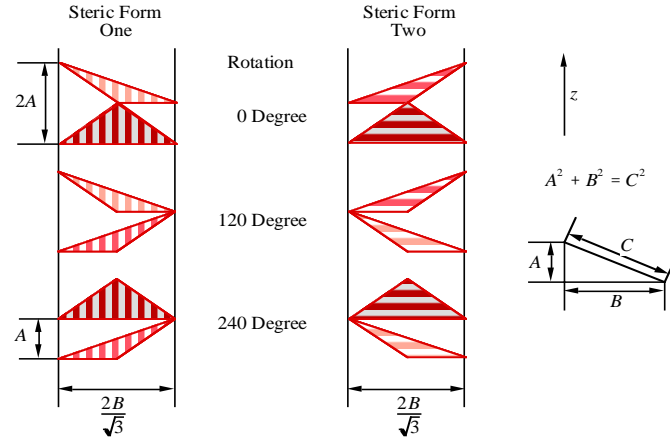 Steric Form
One
Steric Form
Two
Rotation
2A
0 Degree
z
A² + B² = C²
120 Degree
C
A
B
240 Degree
A
2B
√3
2B
√3